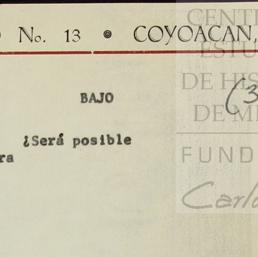 No. 13 • COYOACAN,
BAJO
¿Será posible
ra
CENT
ESTU
DE HIS
DE M
FUND
Carl
(3